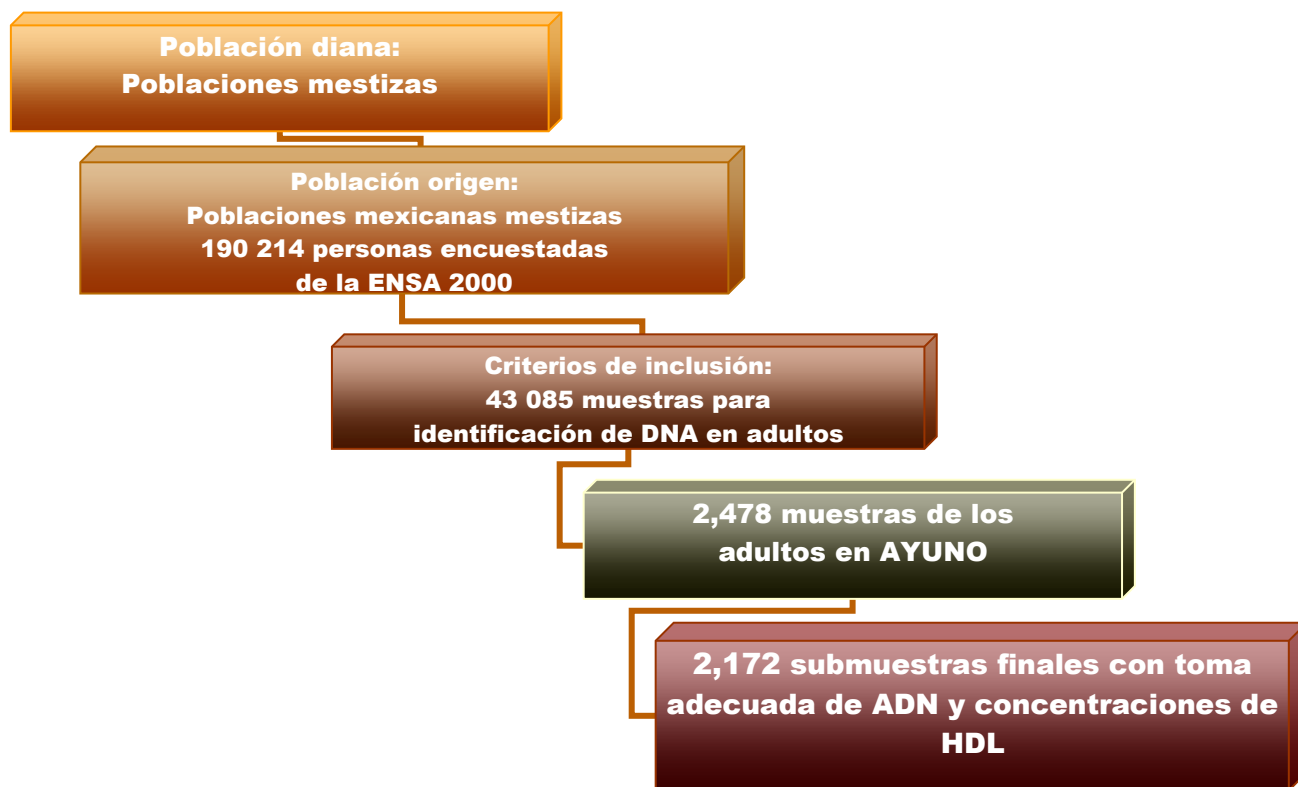 Población diana:
Poblaciones mestizas
Población origen:
Poblaciones mexicanas mestizas
190 214 personas encuestadas
de la ENSA 2000
Criterios de inclusión:
43 085 muestras para
identificación de DNA en adultos
2,478 muestras de los
adultos en AYUNO
2,172 submuestras finales con toma
adecuada de ADN y concentraciones de
HDL